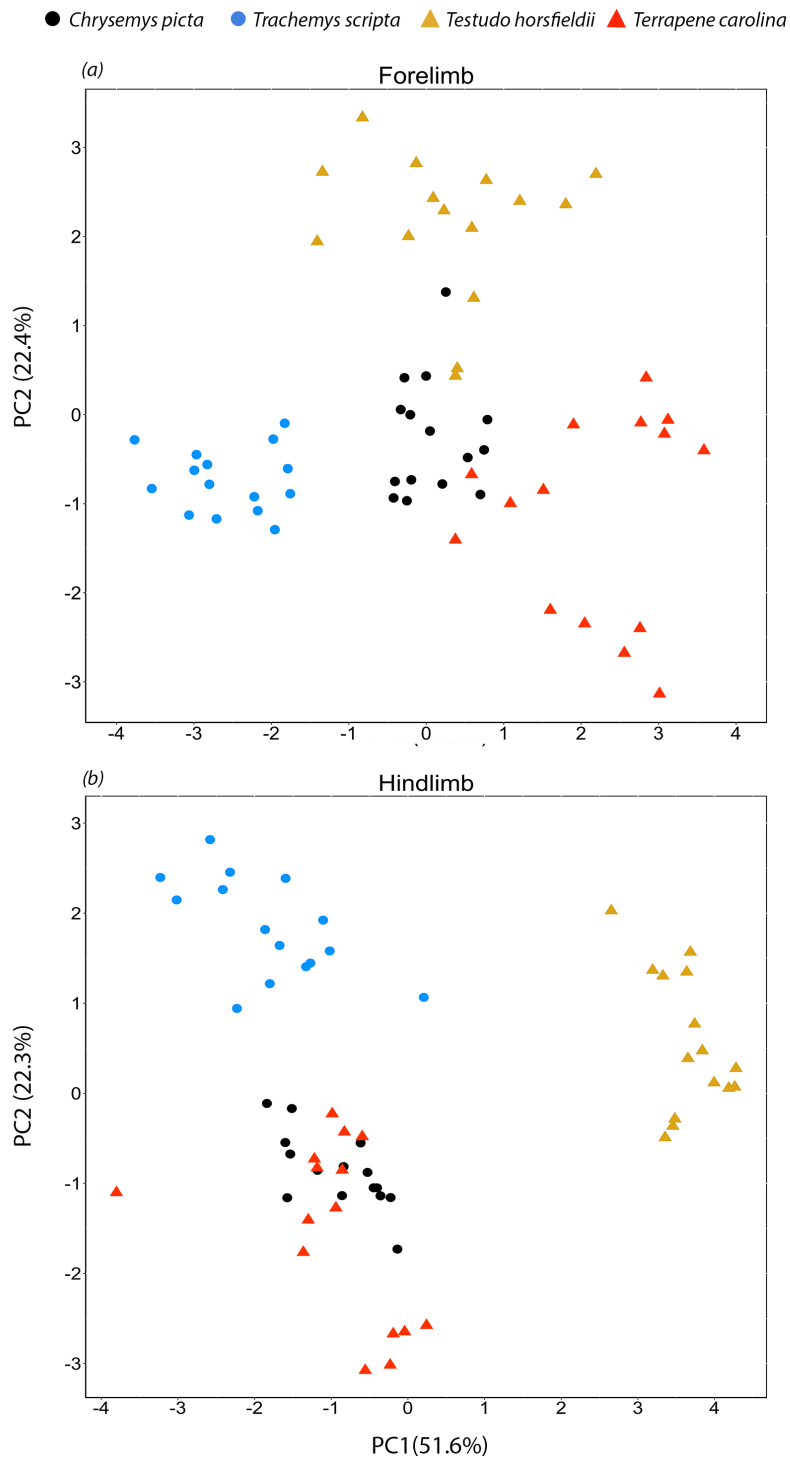 Chrysemys picta Trachemys scripta Testudo horsfieldii Terrapene carolina
(a)
Forelimb
3
2
1
0
-1
-2
-3
PC2 (22.4%)
-4 -3 -2 -1 0 1 2 3 4
(b)
Hindlimb
3
2
1
0
-1
-2
-3
PC2 (22.3%)
-4 -3 -2 -1 0 1 2 3 4
PC1(51.6%)